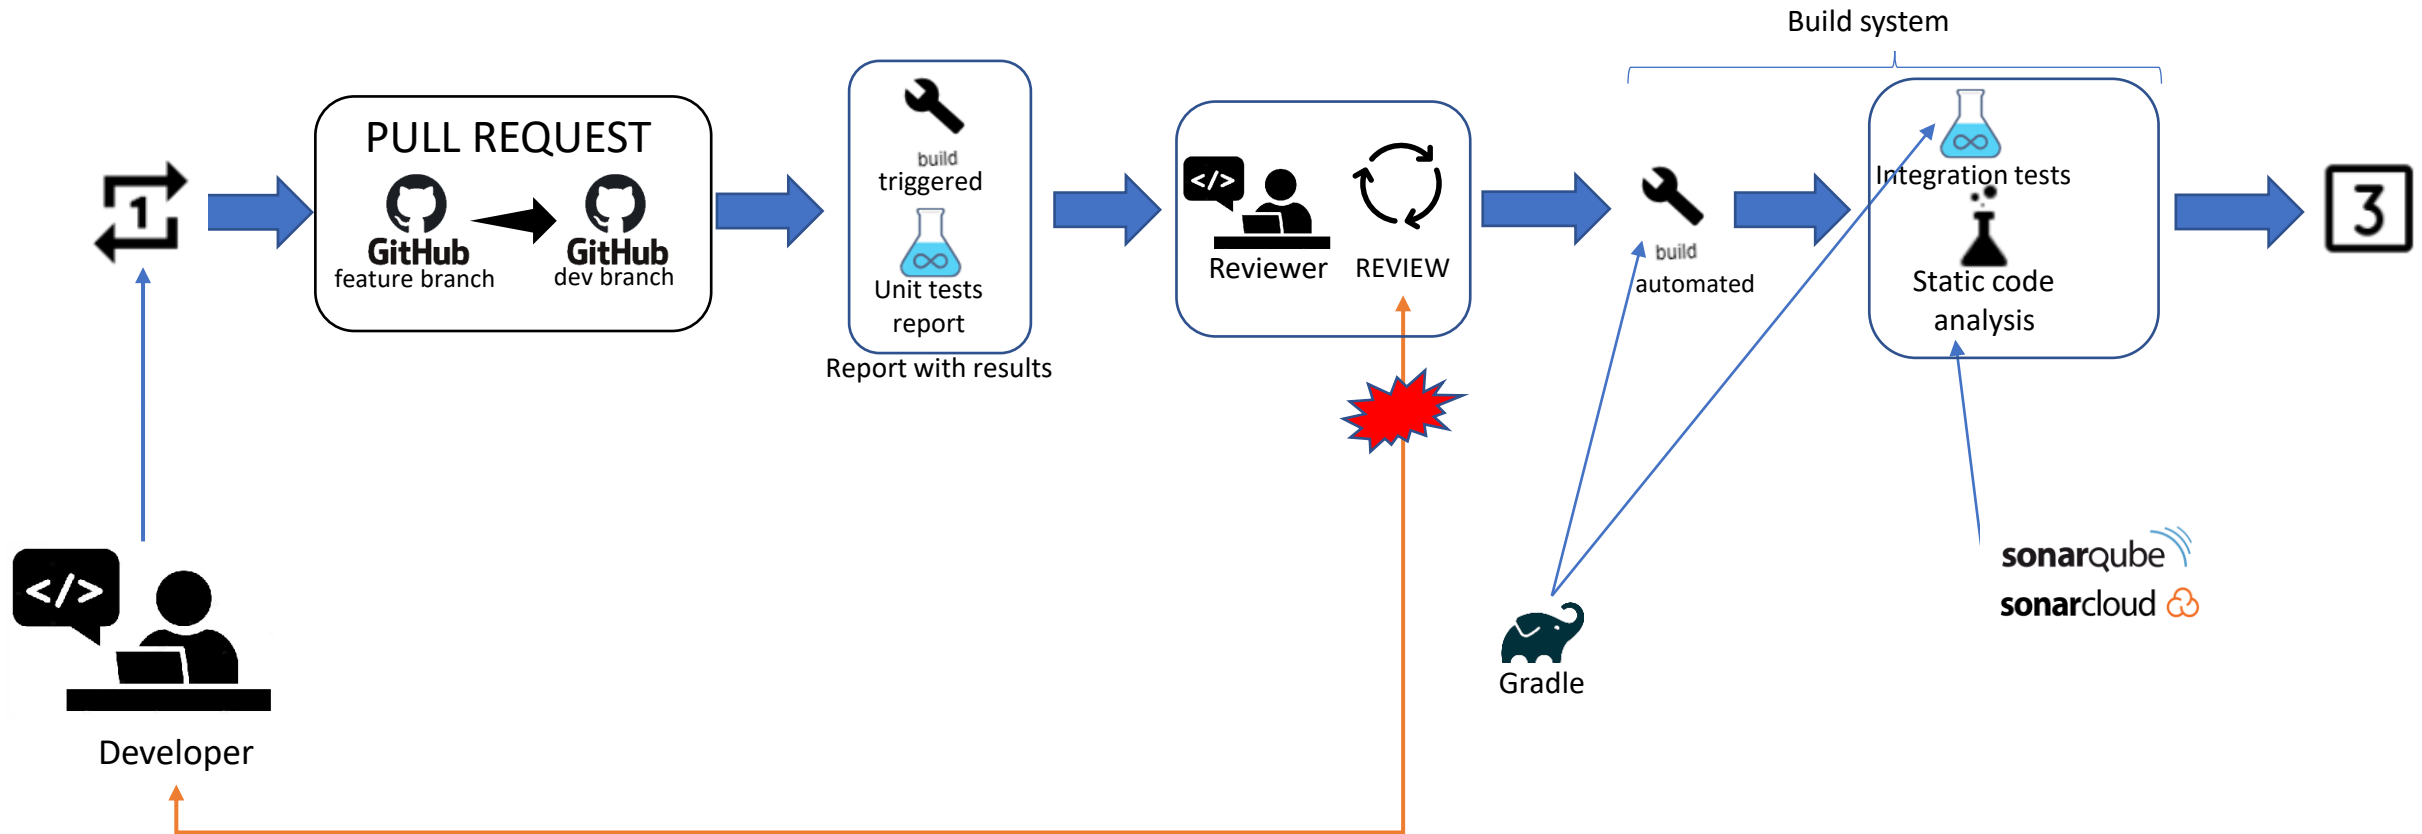 Build system
PULL REQUEST
GitHub
feature branch
GitHub
dev branch
1
build
triggered
Unit tests
report
Report with results
</>
Reviewer
REVIEW
build
automated
Integration tests
Static code
analysis
3
</>
Developer
Gradle
sonarqube
sonarcloud